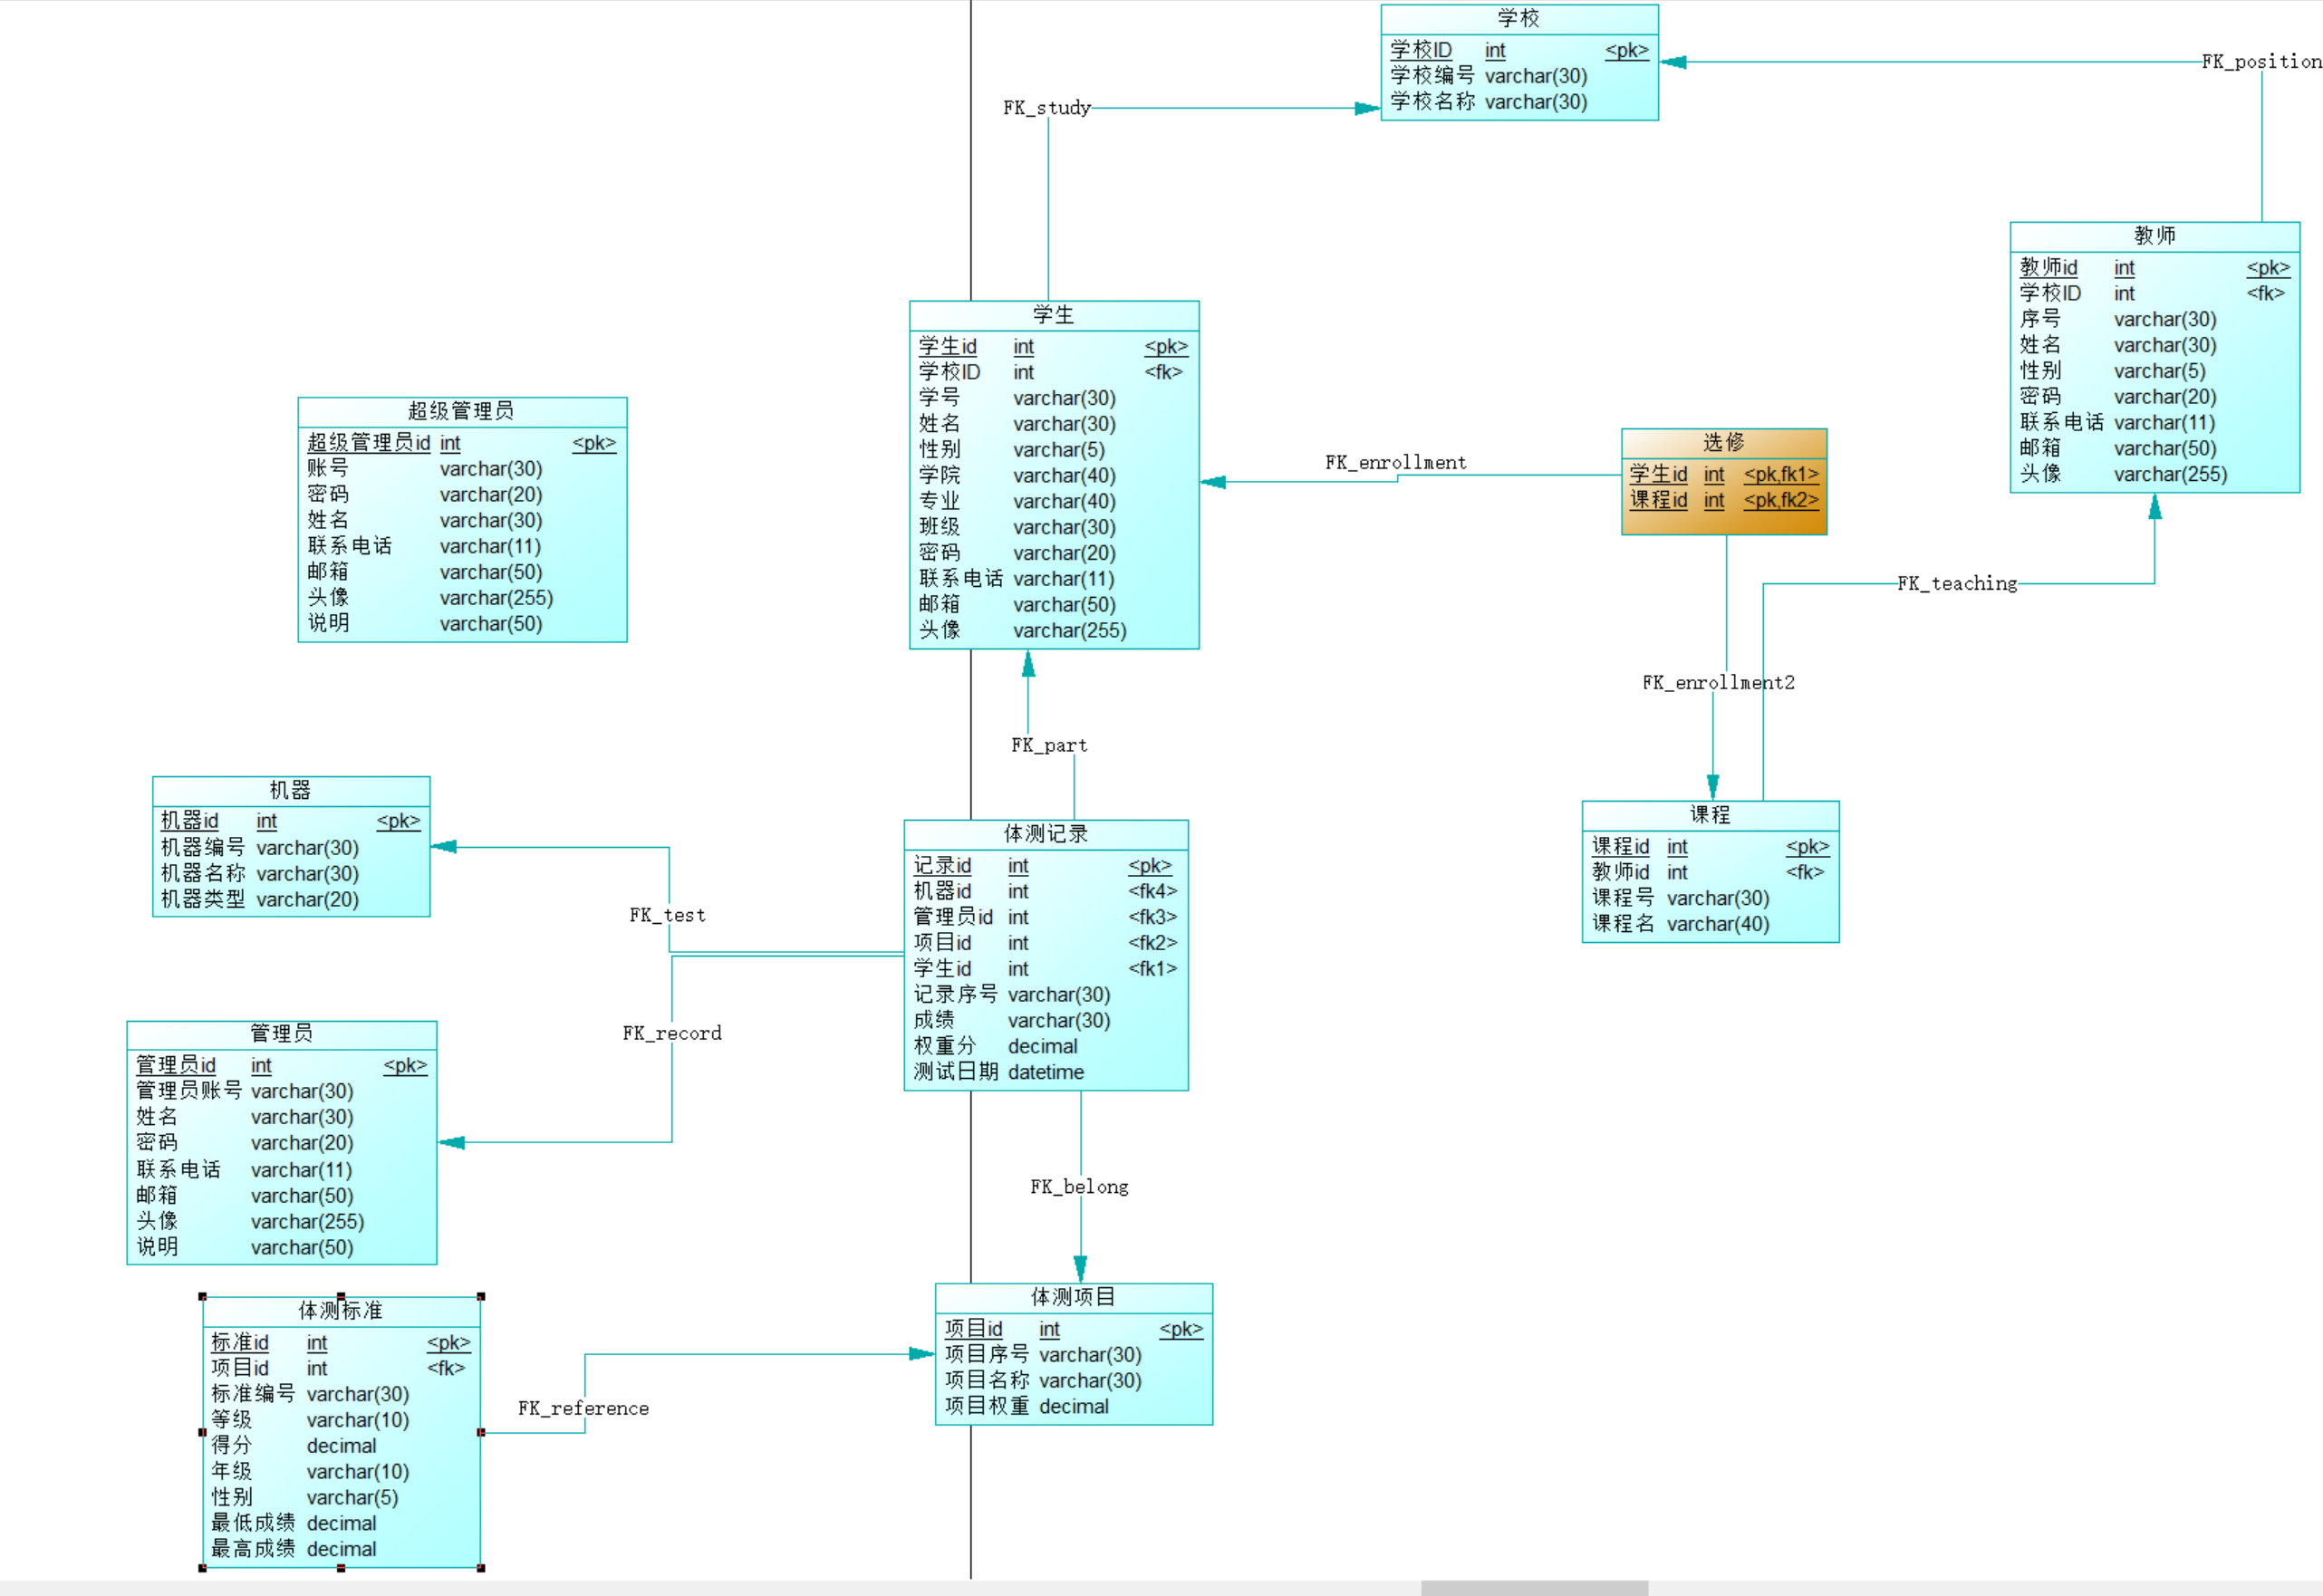 学校
学校ID int <pk>
学校编号 varchar(30)
学校名称 varchar(30)
FK_position
FK_study
教师
教师id int <pk>
学校ID int <fk>
序号 varchar(30)
姓名 varchar(30)
性别 varchar(5)
密码 varchar(20)
联系电话 varchar(11)
邮箱 varchar(50)
头像 varchar(255)
学生
学生id int <pk>
学校ID int <fk>
学号 varchar(30)
姓名 varchar(30)
性别 varchar(5)
学院 varchar(40)
专业 varchar(40)
班级 varchar(30)
密码 varchar(20)
联系电话 varchar(11)
邮箱 varchar(50)
头像 varchar(255)
超级管理员
超级管理员id int <pk>
账号 varchar(30)
密码 varchar(20)
姓名 varchar(30)
联系电话 varchar(11)
邮箱 varchar(50)
头像 varchar(255)
说明 varchar(50)
FK_enrollment
选修
学生id int <pk,fk1>
课程id int <pk,fk2>
FK_teaching
FK_enrollment2
FK_part
机器
机器id int <pk>
机器编号 varchar(30)
机器名称 varchar(30)
机器类型 varchar(20)
FK_test
体测记录
记录id int <pk>
机器id int <fk4>
管理员id int <fk3>
项目id int <fk2>
学生id int <fk1>
记录序号 varchar(30)
成绩 varchar(30)
权重分 decimal
测试日期 datetime
课程
课程id int <pk>
教师id int <fk>
课程号 varchar(30)
课程名 varchar(40)
FK_record
管理员
管理员id int <pk>
管理员账号 varchar(30)
姓名 varchar(30)
密码 varchar(20)
联系电话 varchar(11)
邮箱 varchar(50)
头像 varchar(255)
说明 varchar(50)
FK_belong
体测标准
标准id int <pk>
项目id int <fk>
标准编号 varchar(30)
等级 varchar(10)
得分 decimal
年级 varchar(10)
性别 varchar(5)
最低成绩 decimal
最高成绩 decimal
FK_reference
体测项目
项目id int <pk>
项目序号 varchar(30)
项目名称 varchar(30)
项目权重 decimal